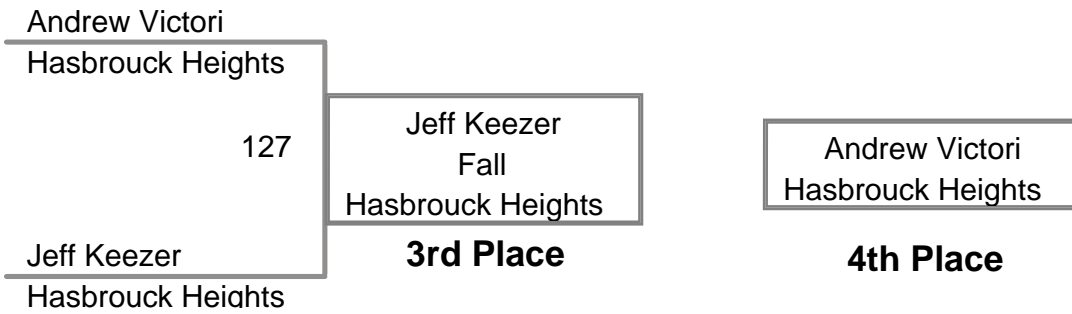 Andrew Victori
Hasbrouck Heights
127
Jeff Keezer
Hasbrouck Heights
Jeff Keezer
Fall
Hasbrouck Heights
3rd Place
Andrew Victori
Hasbrouck Heights
4th Place